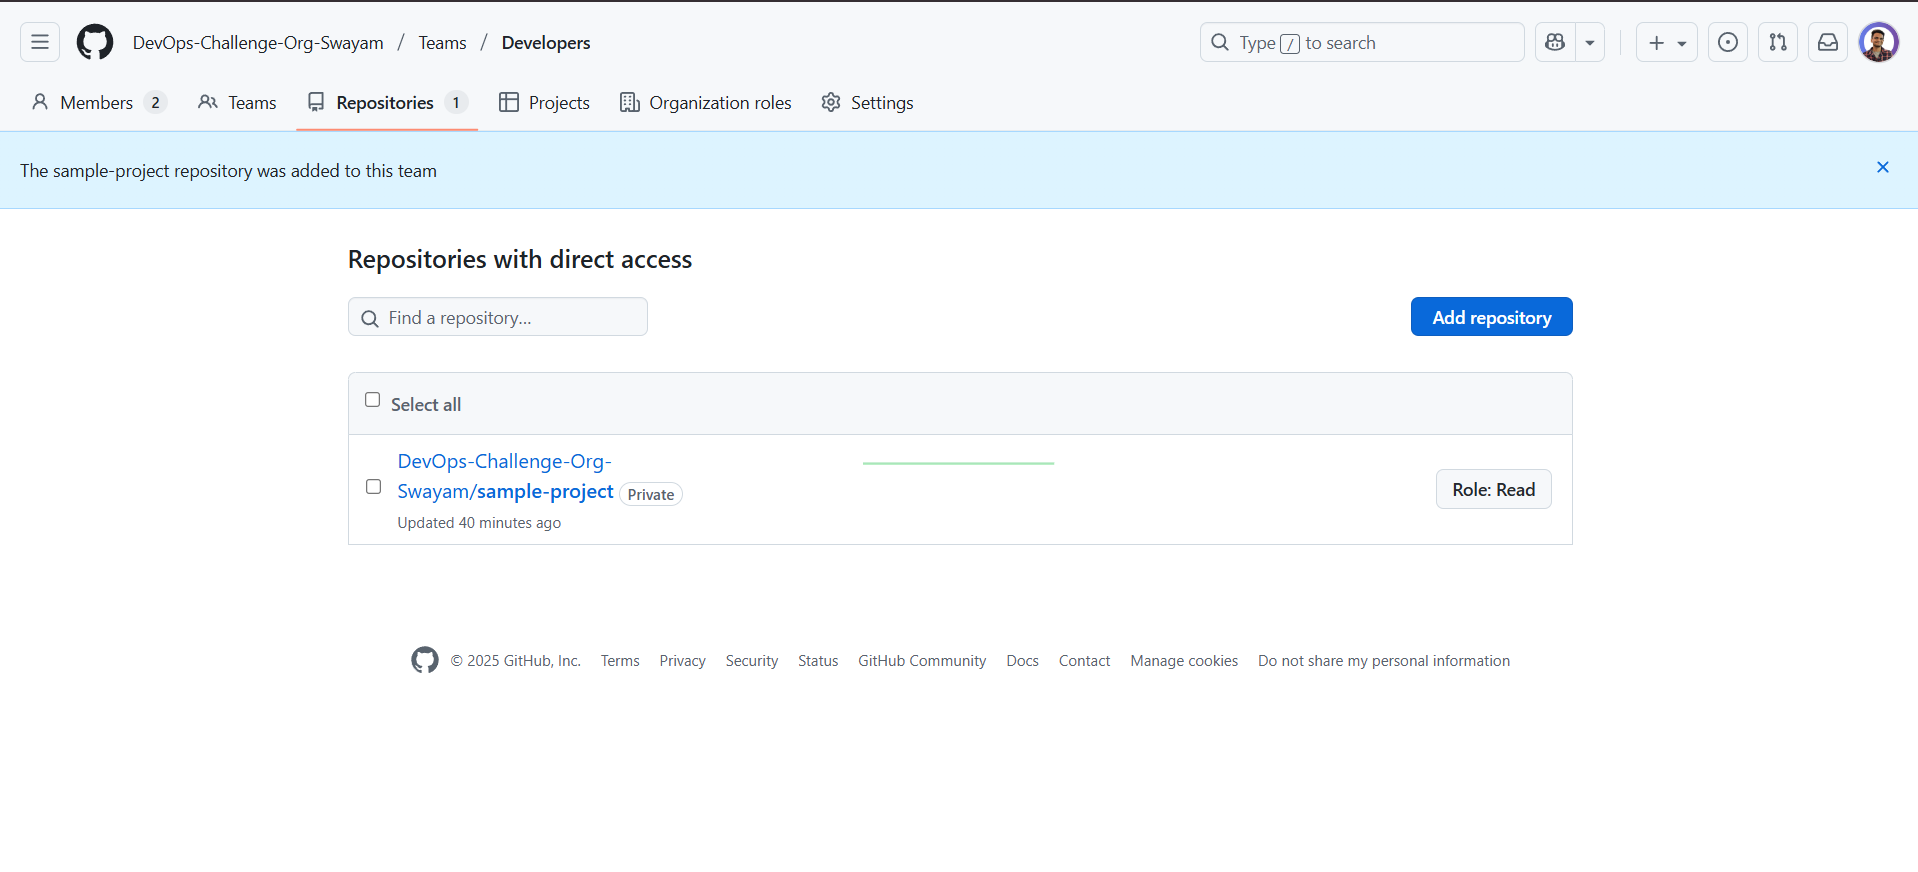 DevOps-Challenge-Org-Swayam / Teams / Developers
Type / to search
Members 2 Teams Repositories 1 Projects Organization roles Settings
The sample-project repository was added to this team
Repositories with direct access
Find a repository...
Add repository
Select all
DevOps-Challenge-Org-
Swayam/sample-project Private
Updated 40 minutes ago
Role: Read
© 2025 GitHub, Inc. Terms Privacy Security Status GitHub Community Docs Contact Manage cookies Do not share my personal information